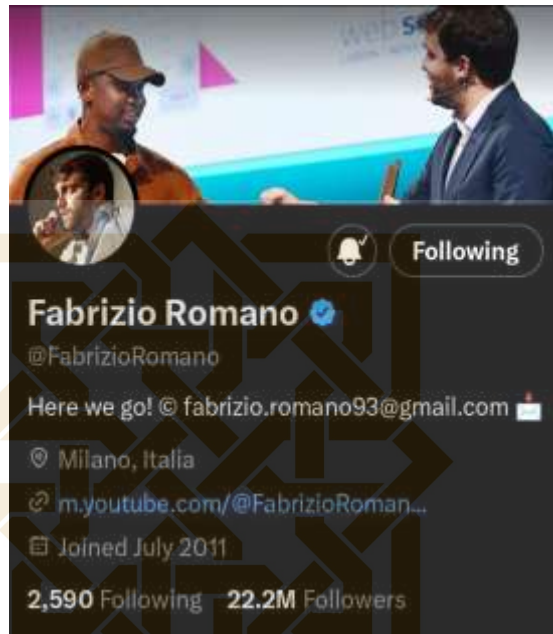 Following
Fabrizio Romano
@FabrizioRomano
Here we go! © fabrizio.romano93@gmail.com 📩
Milano, Italia
m.youtube.com/@FabrizioRoman...
Joined July 2011
2,590 Following 22.2M Followers